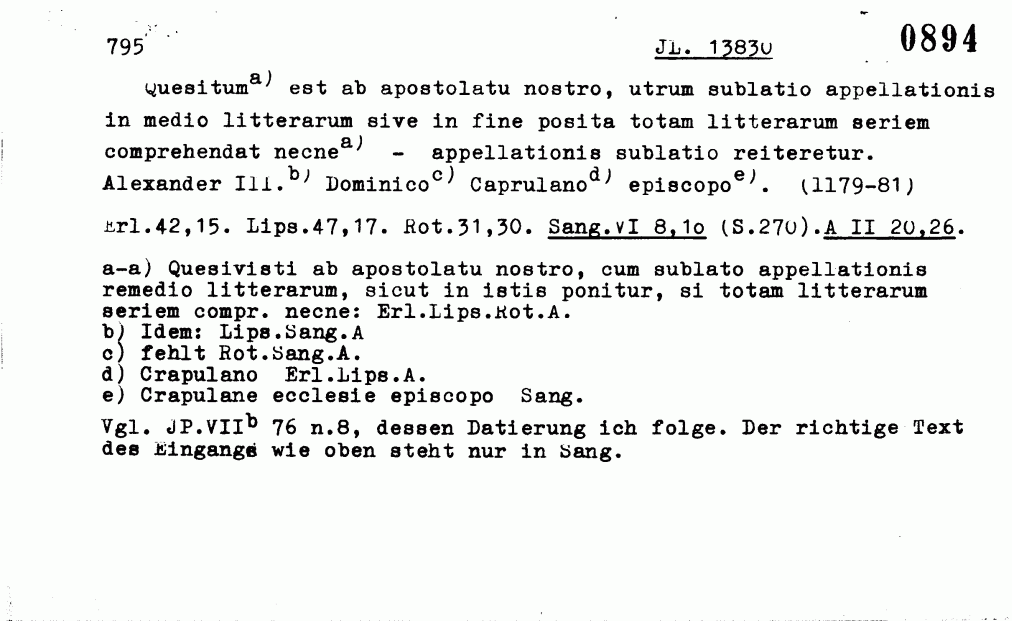 795 JL. 13830 0894
Quesitum a) est ab apostolatu nostro, utrum sublatio appellationis
in medio litterarum sive in fine posita totam litterarum seriem
comprehendat necne a) - appellationis sublatio reiteretur.
Alexander III. b) Dominico c) Caprulano d) episcopo e). (1179-81)
Erl.42,15. Lips.47,17. Rot.31,30. Sang.VI 8,1o (S.270).A II 20,26.
a-a) Quesivisti ab apostolatu nostro, cum sublato appellationis
remedio litterarum, sicut in istis ponitur, si totam litterarum
seriem compr. necne: Erl.Lips.Rot.A.
b) Idem: Lips.Sang.A
c) fehlt Rot.Sang.A.
d) Crapulano Erl.Lips.A.
e) Crapulane ecclesie episcopo Sang.
Vgl. JP.VII b 76 n.8, dessen Datierung ich folge. Der richtige Text
des Eingangs wie oben steht nur in Sang.